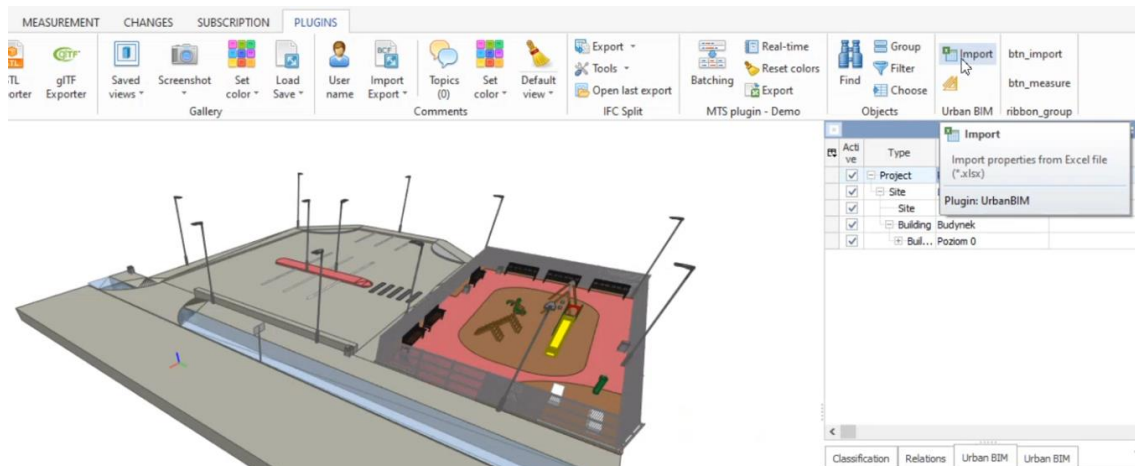 MEASUREMENT CHANGES SUBSCRIPTION PLUGINS
glTF Exporter
Saved views
Screenshot
Set color
Load Save
Gallery
User name
BCF
Import Export
Topics (0)
Set color
Default view
Comments
Export
Tools
Open last export
IFC Split
Batching
Real-time
Reset colors
Export
MTS plugin - Demo
Find
Group
Filter
Choose
Objects
Import
Urban BIM
btn_import
btn_measure
ribbon_group
Import
Import properties from Excel file
(*.xlsx)
Plugin: UrbanBIM
Acti
ve
Type
Project
Site
Site
Building Budynek
Buil... Poziom 0
Classification Relations Urban BIM Urban BIM